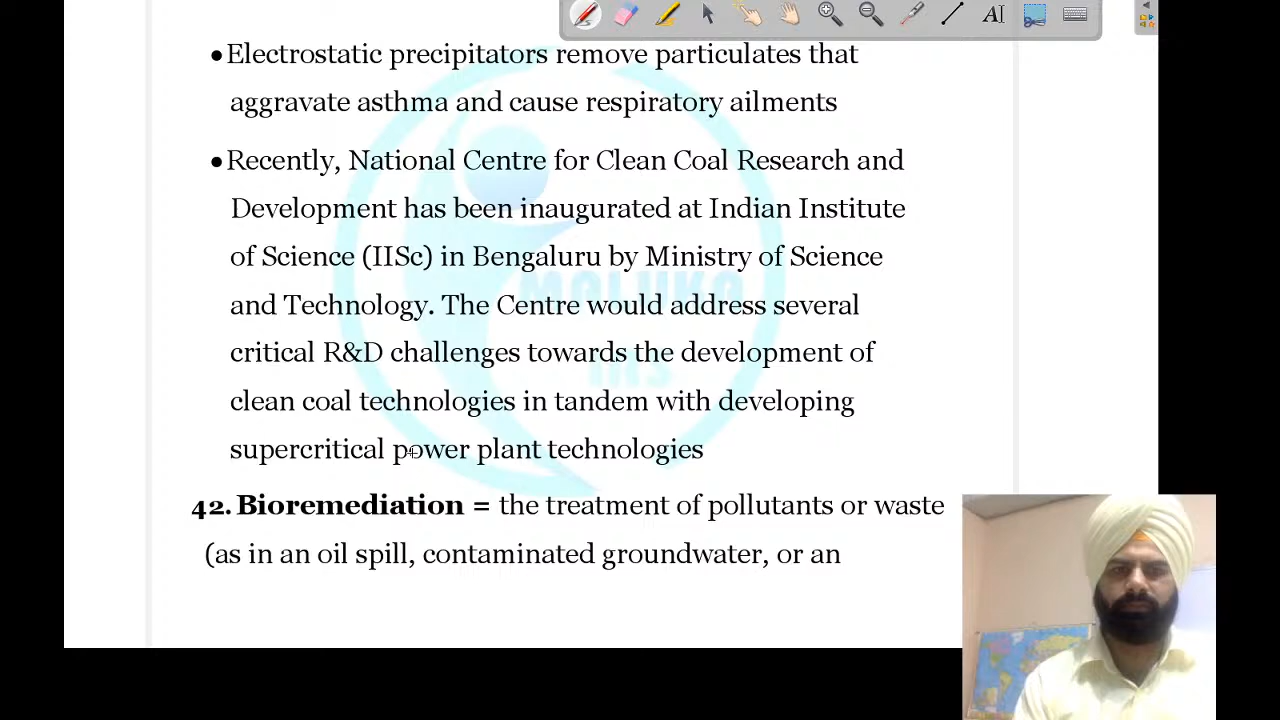 •Electrostatic precipitators remove particulates that
aggravate asthma and cause respiratory ailments
•Recently, National Centre for Clean Coal Research and
Development has been inaugurated at Indian Institute
of Science (IISc) in Bengaluru by Ministry of Science
and Technology. The Centre would address several
critical R&D challenges towards the development of
clean coal technologies in tandem with developing
supercritical power plant technologies
42. Bioremediation = the treatment of pollutants or waste
(as in an oil spill, contaminated groundwater, or an